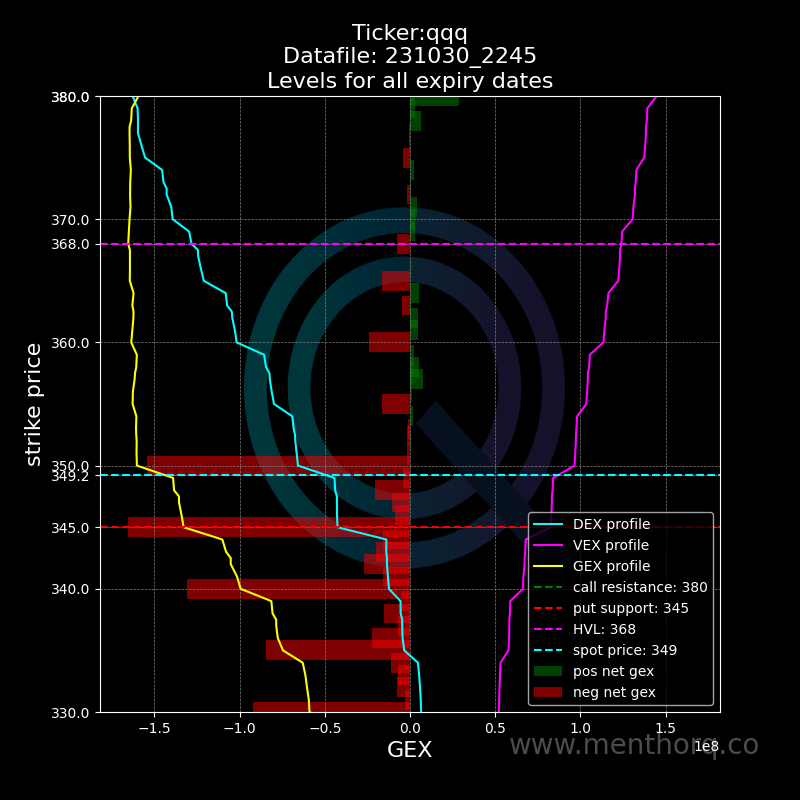 Ticker:qqq
Datafile: 231030_2245
Levels for all expiry dates
strike price
380.0
370.0
368.0
360.0
350.0
349.2
345.0
340.0
330.0
DEX profile
VEX profile
GEX profile
call resistance: 380
put support: 345
HVL: 368
spot price: 349
pos net gex
neg net gex
−1.5 −1.0 −0.5 0.0 0.5 1.0 1.5
1e8
GEX
www.menthorq.co